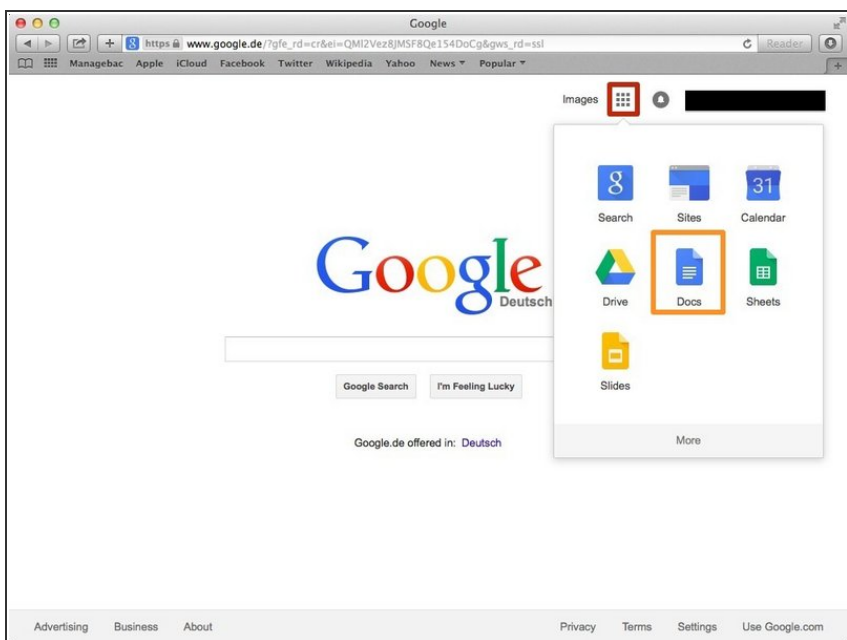 Google
https www.google.de/?gfe_rd=cr&ei=QMI2Vez8JMSF8Qe154DoCg&gws_rd=ssl Reader
Managebac Apple iCloud Facebook Twitter Wikipedia Yahoo News Popular
Images
g
Search Sites 31 Calendar
Google
Deutsch
Drive Docs Sheets
Slides
Google Search I'm Feeling Lucky
Google.de offered in: Deutsch
More
Advertising Business About Privacy Terms Settings Use Google.com